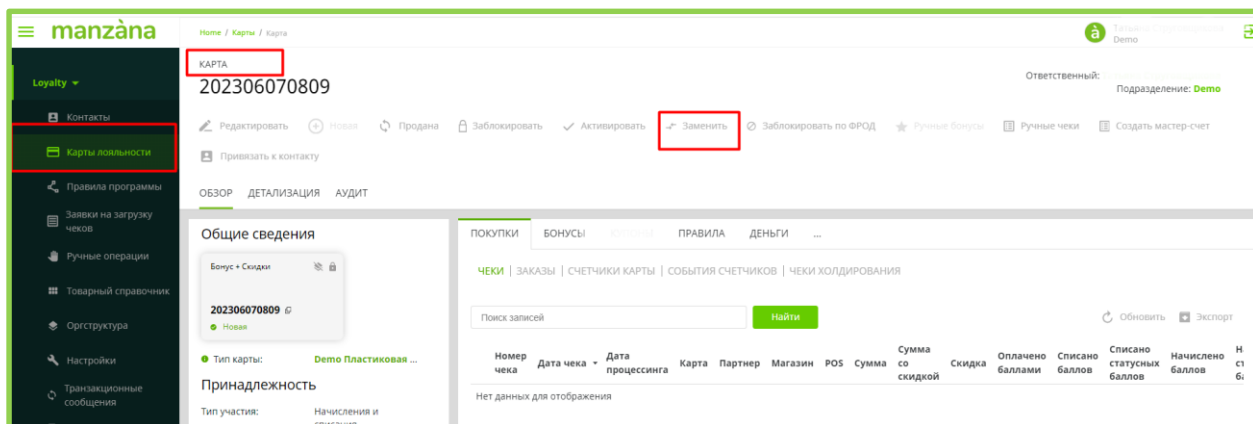 manzàna
Home / Карты / Карта
à
Demo
Loyalty
КАРТА
202306070809
Ответственный:
Подразделение: Demo
Контакты
Карты лояльности
Правила программы
Заявки на загрузку
чеков
Ручные операции
Товарный справочник
Оргструктура
Настройки
Транзакционные
сообщения
Редактировать Новая Продана Заблокировать Активировать Заменить Заблокировать по ФРОД Ручные бонусы Ручные чеки Создать мастер-счет
Привязать к контакту
ОБЗОР ДЕТАЛИЗАЦИЯ АУДИТ
Общие сведения
Бонус + Скидки
202306070809
Новая
Тип карты: Demo Пластиковая ...
Принадлежность
Тип участия: Начисления и
списания
ПОКУПКИ БОНУСЫ КУПОНЫ ПРАВИЛА ДЕНЬГИ ...
ЧЕКИ | ЗАКАЗЫ | СЧЕТЧИКИ КАРТЫ | СОБЫТИЯ СЧЕТЧИКОВ | ЧЕКИ ХОЛДИРОВАНИЯ
Поиск записей Найти Обновить Экспорт
Номер чека Дата чека Дата процессинга Карта Партнер Магазин POS Сумма Сумма со скидкой Скидка Оплачено баллами Списано баллов Списано статусных баллов Начислено баллов
Нет данных для отображения